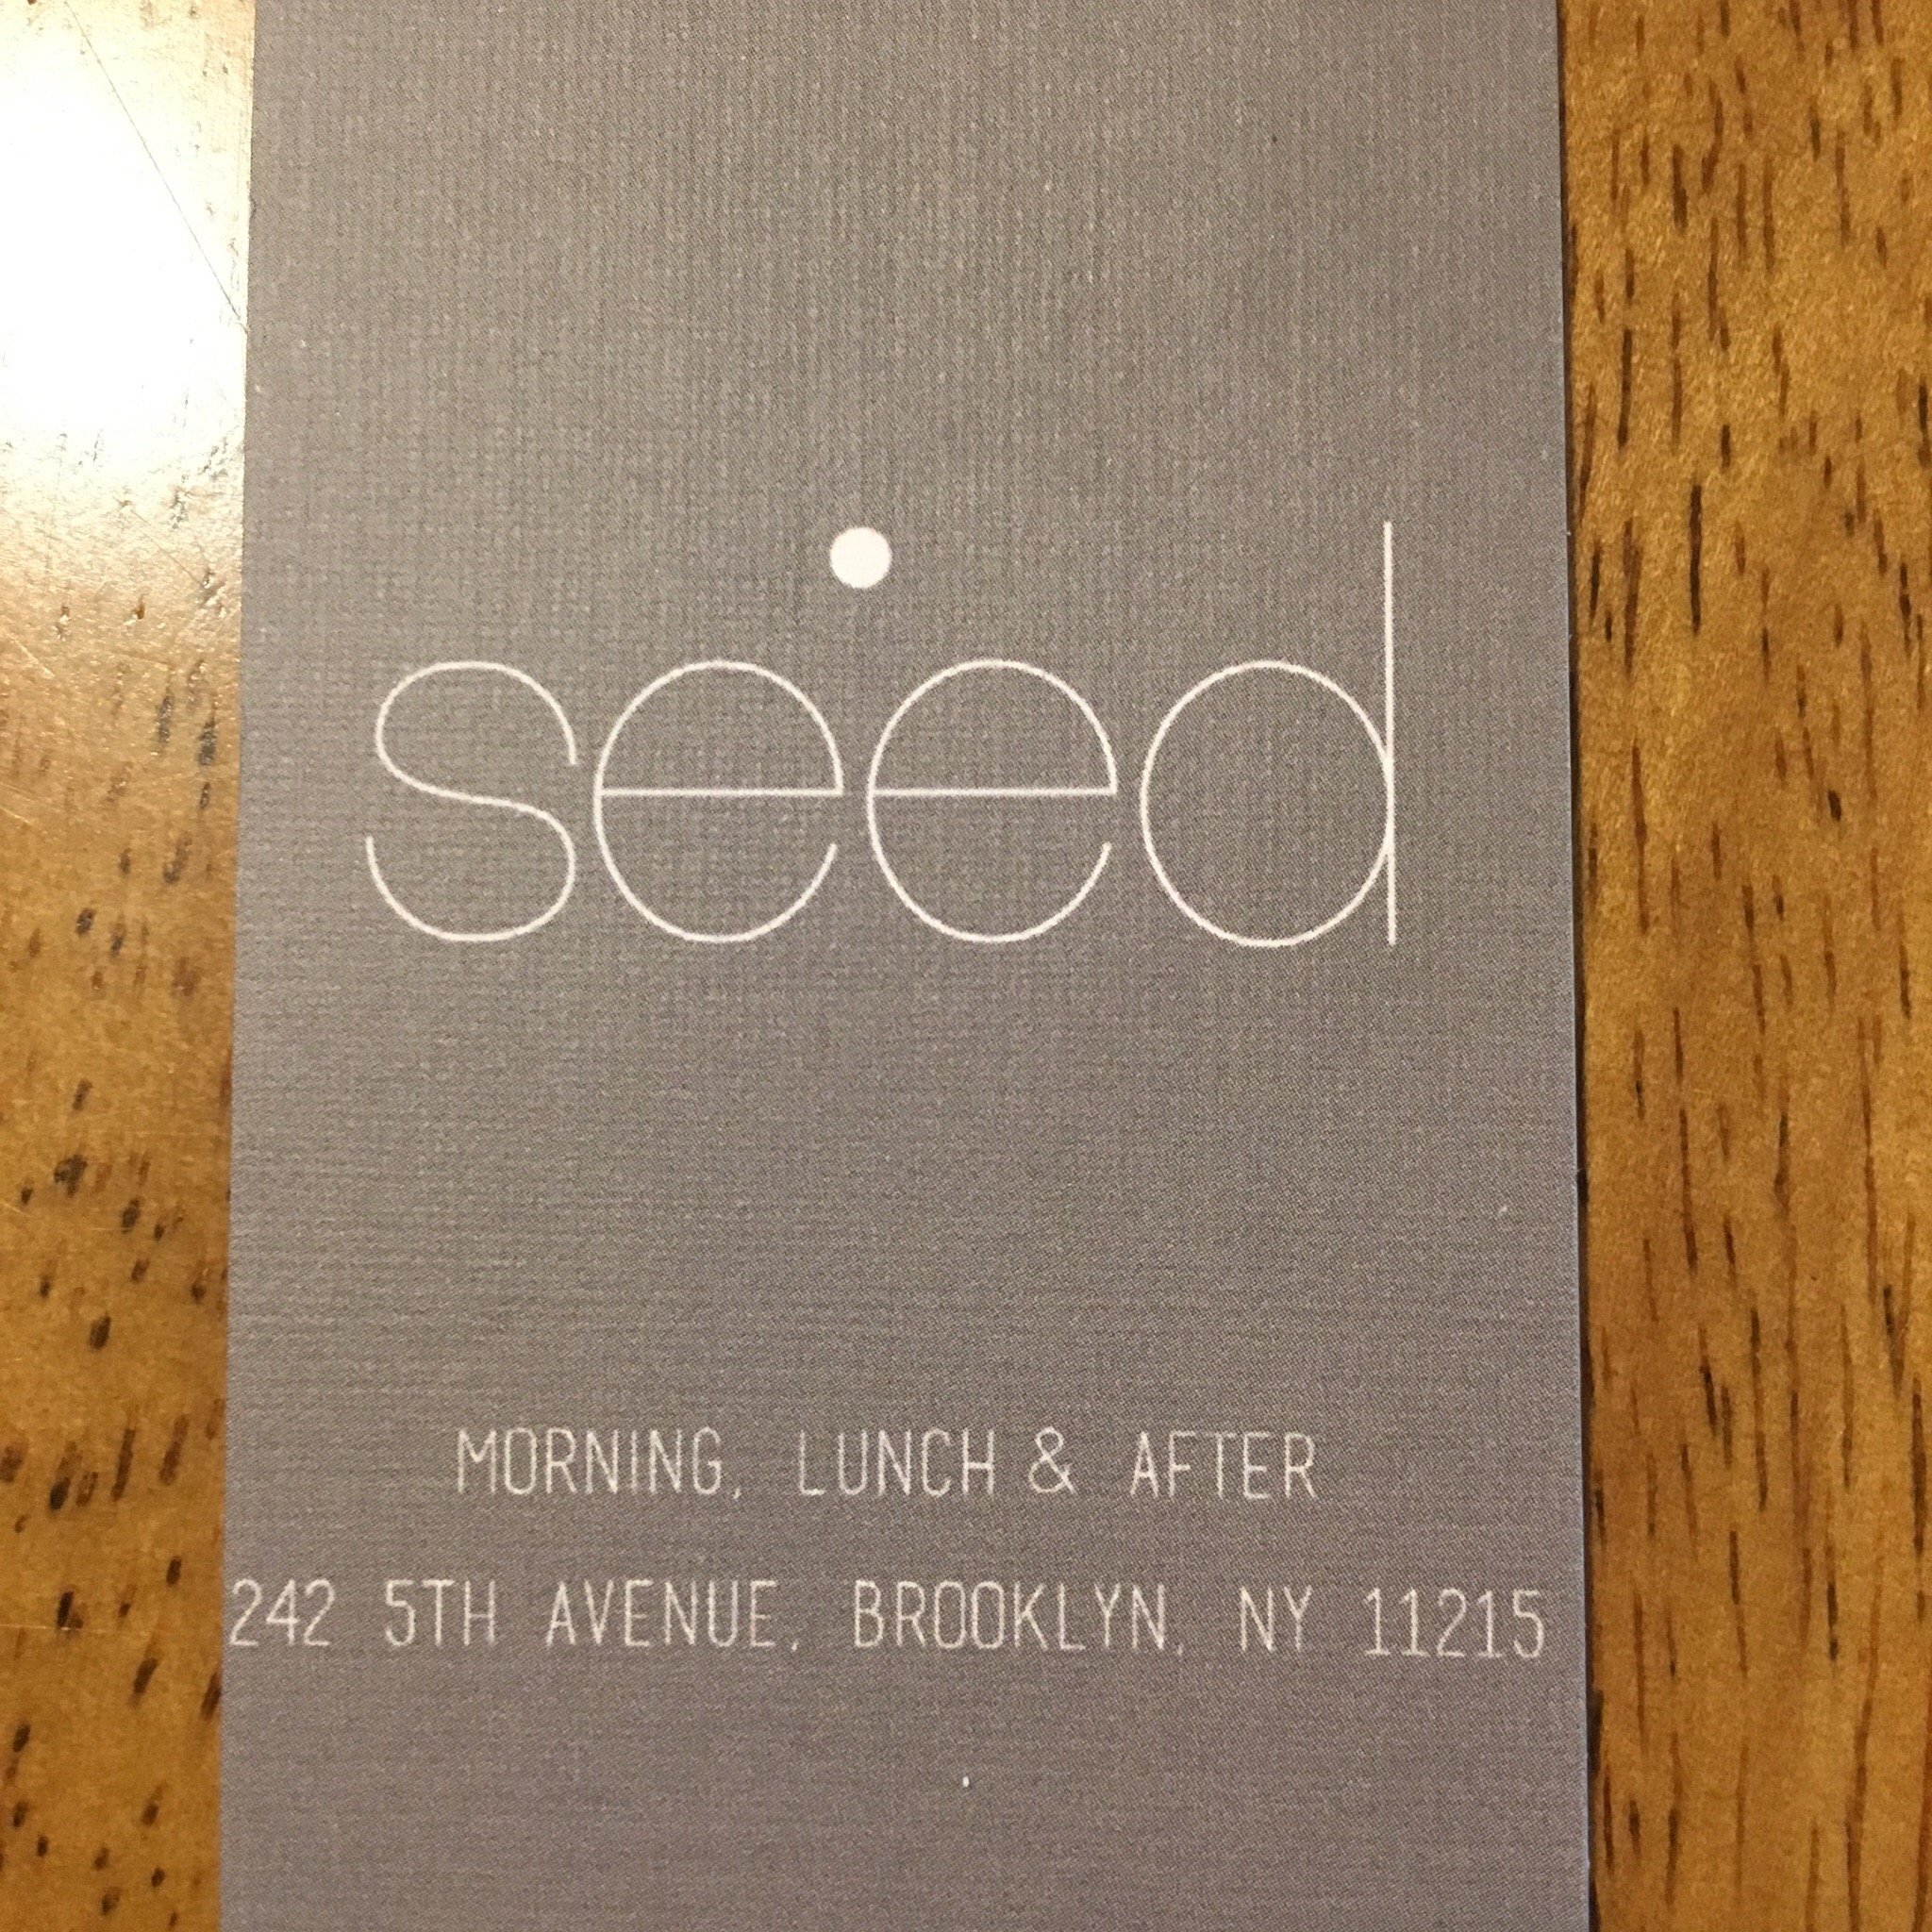 seed
MORNING, LUNCH & AFTER
242 5TH AVENUE, BROOKLYN, NY 11215